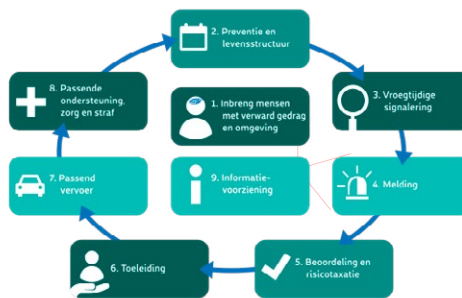 2. Preventie en
levensstructuur
8. Passende
ondersteuning,
zorg en straf
1. Inbreng mensen
met verward gedrag
en omgeving
3. Vroegtijdige
signalering
7. Passend
vervoer
9. Informatie-
voorziening
4. Melding
6. Toeleiding
5. Beoordeling en
risicotaxatie